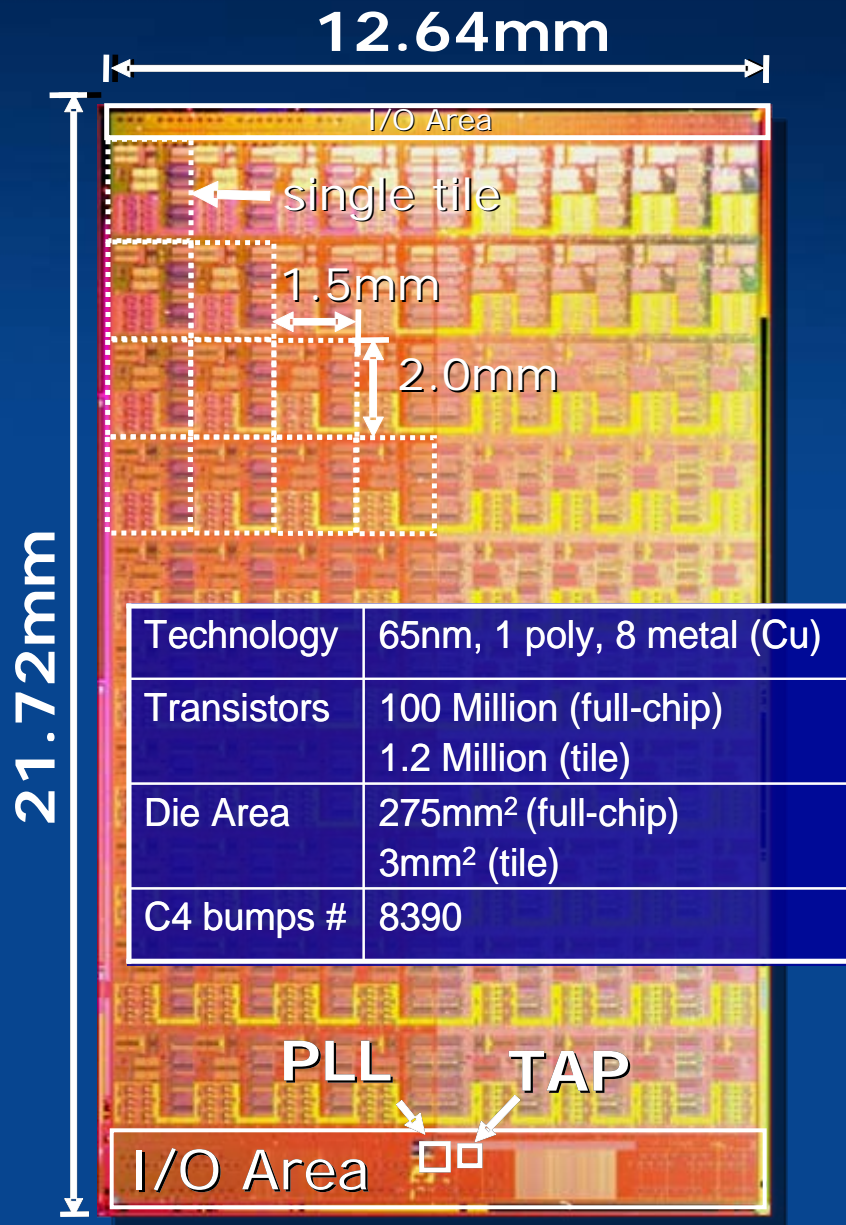 12.64mm
I/O Area
single tile
1.5mm
2.0mm
21.72mm
Technology 65nm, 1 poly, 8 metal (Cu)
Transistors 100 Million (full-chip)
1.2 Million (tile)
Die Area 275mm² (full-chip)
3mm² (tile)
C4 bumps # 8390
PLL TAP
I/O Area